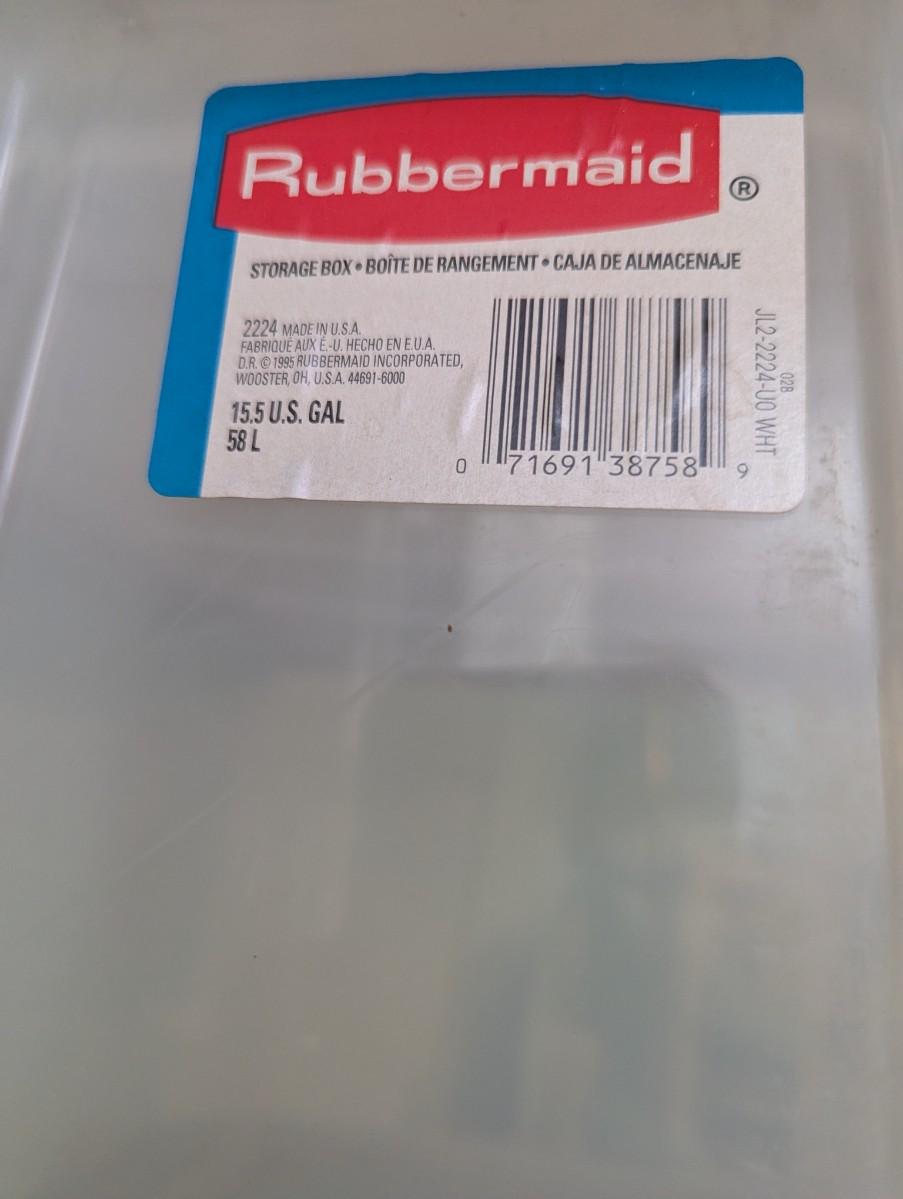 Rubbermaid ®
STORAGE BOX • BOÎTE DE RANGEMENT • CAJA DE ALMACENAJE
2224 MADE IN U.S.A.
FABRIQUÉ AUX É.-U. HECHO EN E.U.A.
D.R. © 1995 RUBBERMAID INCORPORATED,
WOOSTER, OH, U.S.A. 44691-6000
15.5 U.S. GAL
58 L
0 71691 38758 9
028
JL2-2224-U0 WHT